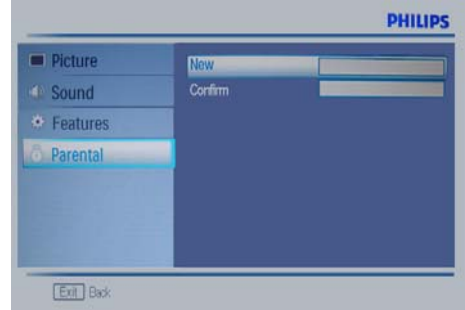 PHILIPS
Picture
New
Sound
Confirm
Features
Parental
Exit Back